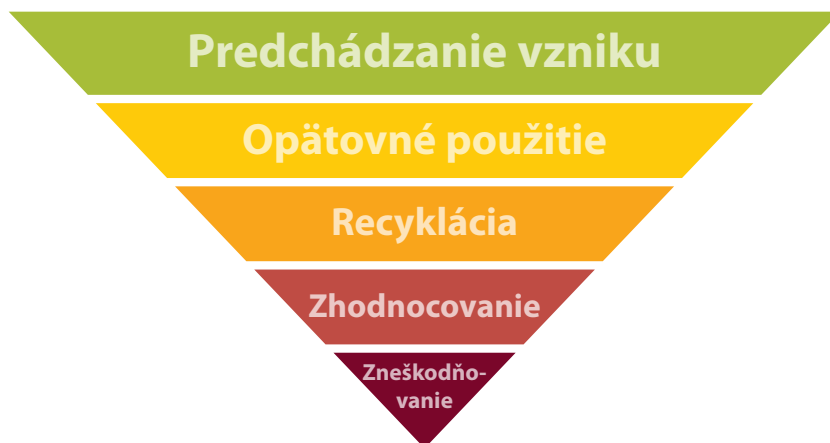 Predchádzanie vzniku
Opätovné použitie
Recyklácia
Zhodnocovanie
Zneškodňo-
vanie